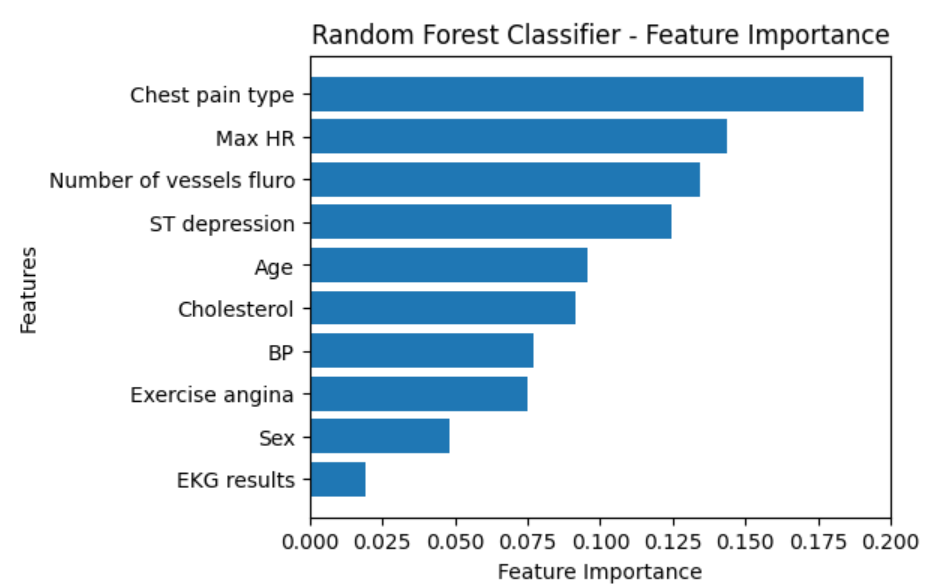 Random Forest Classifier - Feature Importance
Chest pain type
Max HR
Number of vessels fluro
ST depression
Age
Cholesterol
BP
Exercise angina
Sex
EKG results
Features
0.000 0.025 0.050 0.075 0.100 0.125 0.150 0.175 0.200
Feature Importance